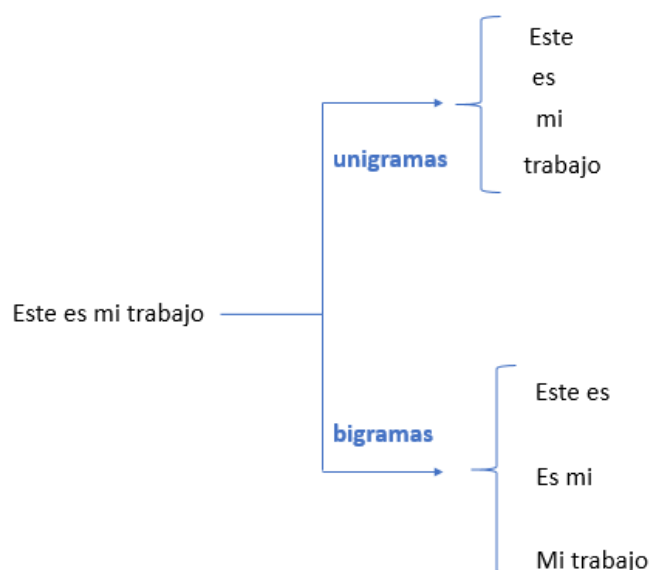 Este
es
mi
trabajo
unigramas
Este es mi trabajo
bigramas
Este es
Es mi
Mi trabajo